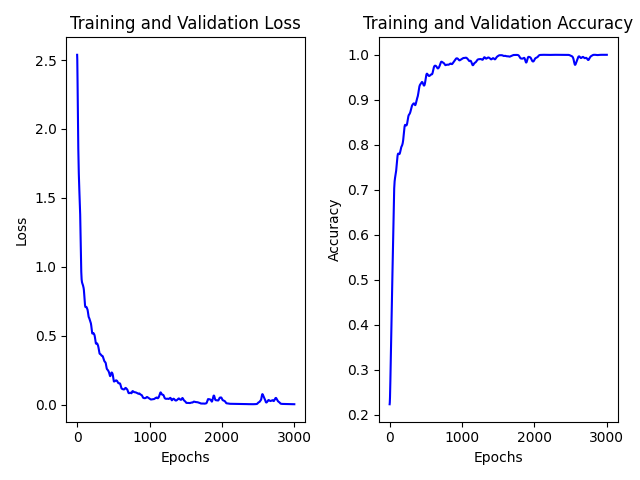 Training and Validation Loss
2.5
2.0
1.5
1.0
0.5
0.0
Loss
0 1000 2000 3000
Epochs
Training and Validation Accuracy
1.0
0.9
0.8
0.7
0.6
0.5
0.4
0.3
0.2
Accuracy
0 1000 2000 3000
Epochs